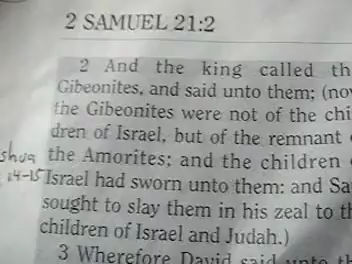 2 SAMUEL 21:2
2 And the king called th
Gibeonites, and said unto them; (nov
the Gibeonites were not of the chi
dren of Israel, but of the remnant
shua the Amorites; and the children
14-15 Israel had sworn unto them: and Sa
sought to slay them in his zeal to th
children of Israel and Judah.)
3 Wherefore David said unto th